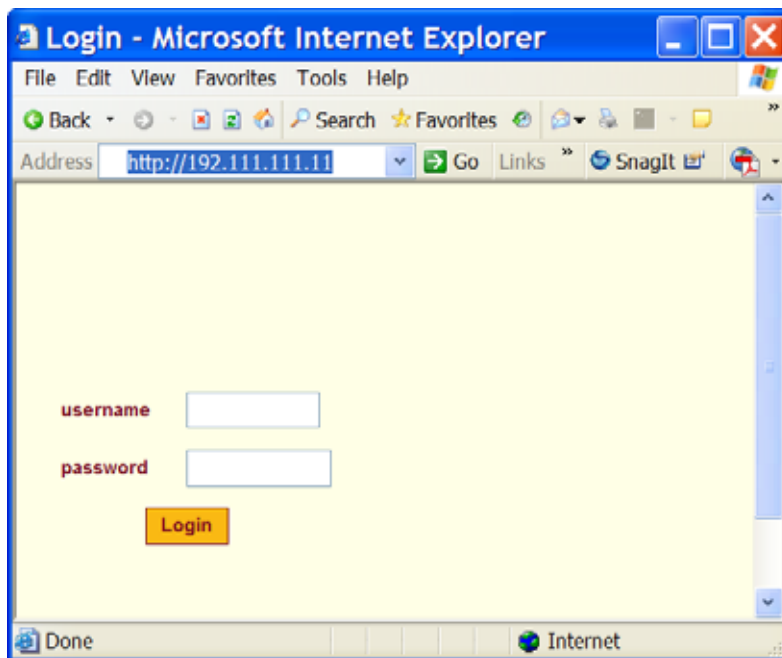 Login - Microsoft Internet Explorer
File Edit View Favorites Tools Help
Back Search Favorites »
Address http://192.111.111.11 Go Links » SnagIt
username
password
Login
Done Internet